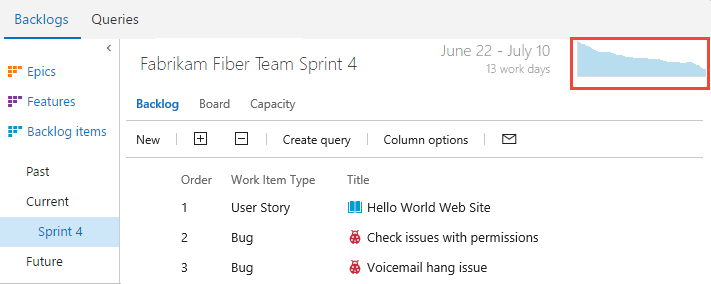 Backlogs Queries
Epics
Features
Backlog items
Past
Current
Sprint 4
Future
Fabrikam Fiber Team Sprint 4
June 22 - July 10
13 work days
Backlog Board Capacity
New Create query Column options
Order Work Item Type Title
1 User Story Hello World Web Site
2 Bug Check issues with permissions
3 Bug Voicemail hang issue